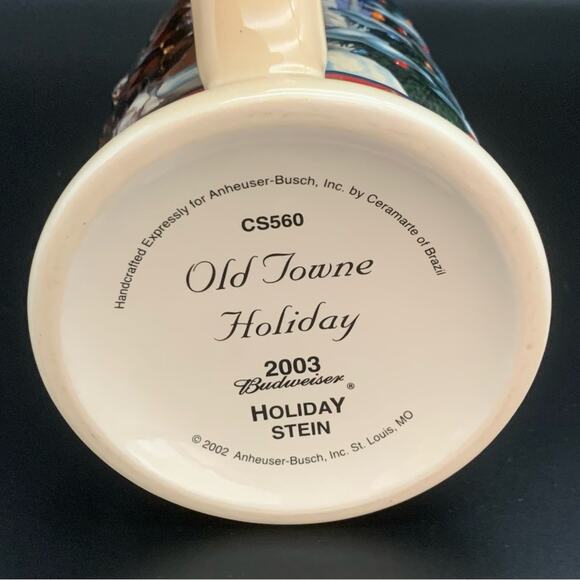 Handcrafted Expressly for Anheuser-Busch, Inc. by Ceramarte of Brazil
CS560
Old Towne
Holiday
2003
Budweiser®
HOLIDAY
STEIN
© 2002 Anheuser-Busch, Inc. St. Louis, MO